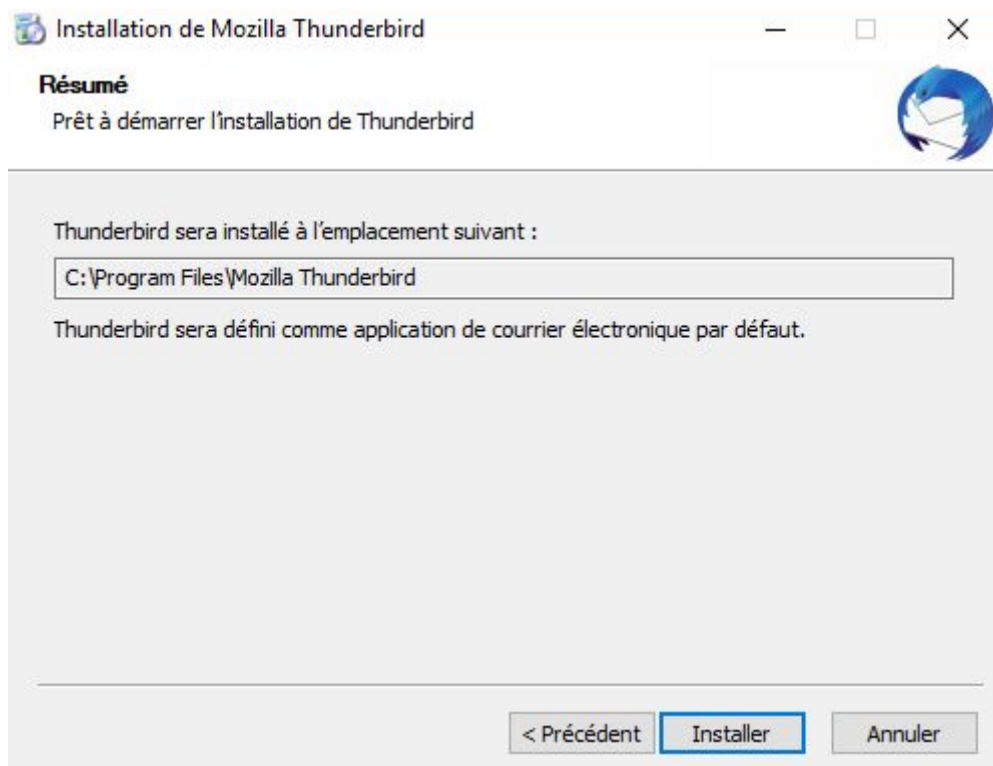 Installation de Mozilla Thunderbird
Résumé
Prêt à démarrer l’installation de Thunderbird
Thunderbird sera installé à l’emplacement suivant :
C:\Program Files\Mozilla Thunderbird
Thunderbird sera défini comme application de courrier électronique par défaut.
< Précédent Installer Annuler